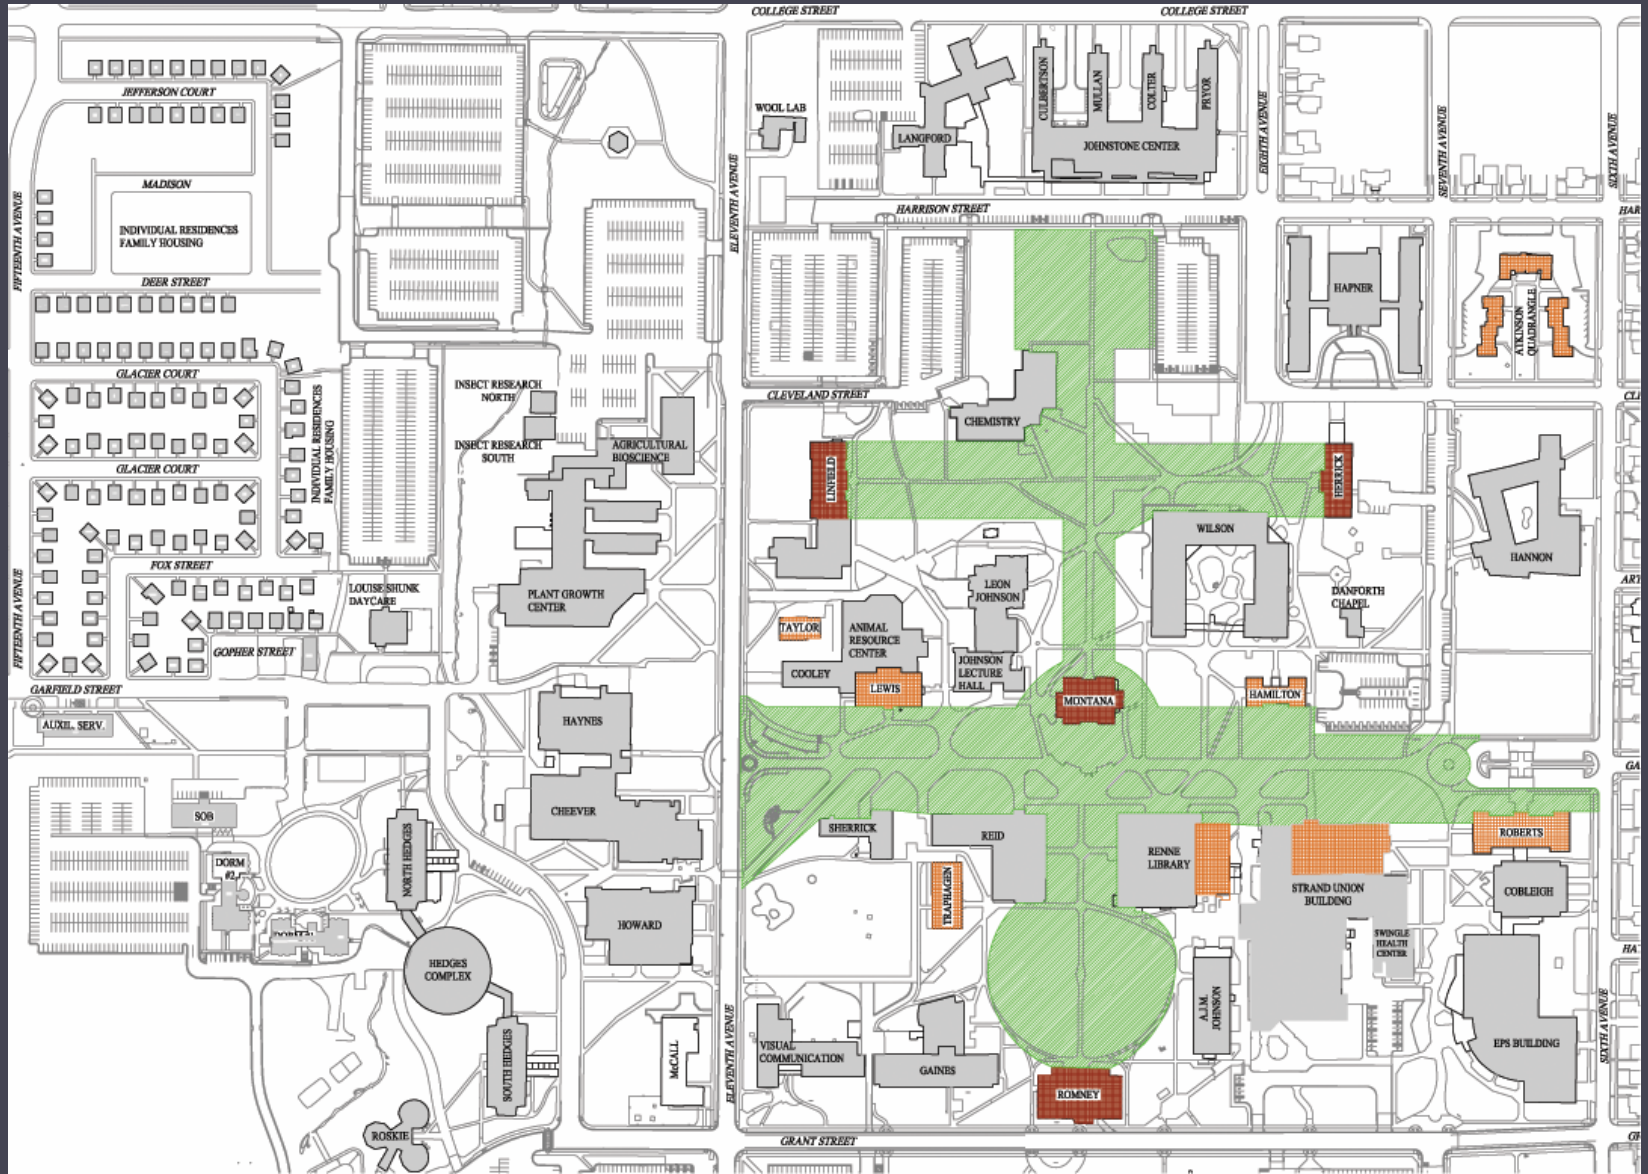 COLLEGE STREET
COLLEGE STREET
JEFFERSON COURT
MADISON
INDIVIDUAL RESIDENCES
FAMILY HOUSING
FIFTEENTH AVENUE
DEER STREET
GLACIER COURT
GLACIER COURT
INDIVIDUAL RESIDENCES
FAMILY HOUSING
FOX STREET
FIFTEENTH AVENUE
GOPHER STREET
LOUISE SHUNK
DAYCARE
GARFIELD STREET
AUXIL. SERV.
WOOL LAB
LANGFORD
CULBERTSON
MULLAN
COLTER
PRYOR
JOHNSTONE CENTER
EIGHTH AVENUE
SEVENTH AVENUE
SIXTH AVENUE
ELEVENTH AVENUE
HARRISON STREET
HAR
HAPNER
ATKINSON
QUADRANGLE
INSECT RESEARCH
NORTH
INSECT RESEARCH
SOUTH
AGRICULTURAL
BIOSCIENCE
PLANT GROWTH
CENTER
CLEVELAND STREET
CL
CHEMISTRY
LINFIELD
HERRICK
WILSON
HANNON
LEON
JOHNSON
DANFORTH
CHAPEL
ART
TAYLOR
ANIMAL
RESOURCE
CENTER
COOLEY
LEWIS
JOHNSON
LECTURE
HALL
MONTANA
HAMILTON
HAYNES
CHEEVER
GA
SOB
DORM
#2
NORTH HEDGES
HEDGES
COMPLEX
SOUTH HEDGES
ROSKIE
HOWARD
McCALL
SHERRICK
REID
RENNE
LIBRARY
STRAND UNION
BUILDING
ROBERTS
COBLEIGH
TRAPHAGEN
SWINGLE
HEALTH
CENTER
HA
A.J.M.
JOHNSON
ELEVENTH AVENUE
VISUAL
COMMUNICATION
GAINES
ROMNEY
EPS BUILDING
SIXTH AVENUE
GRANT STREET